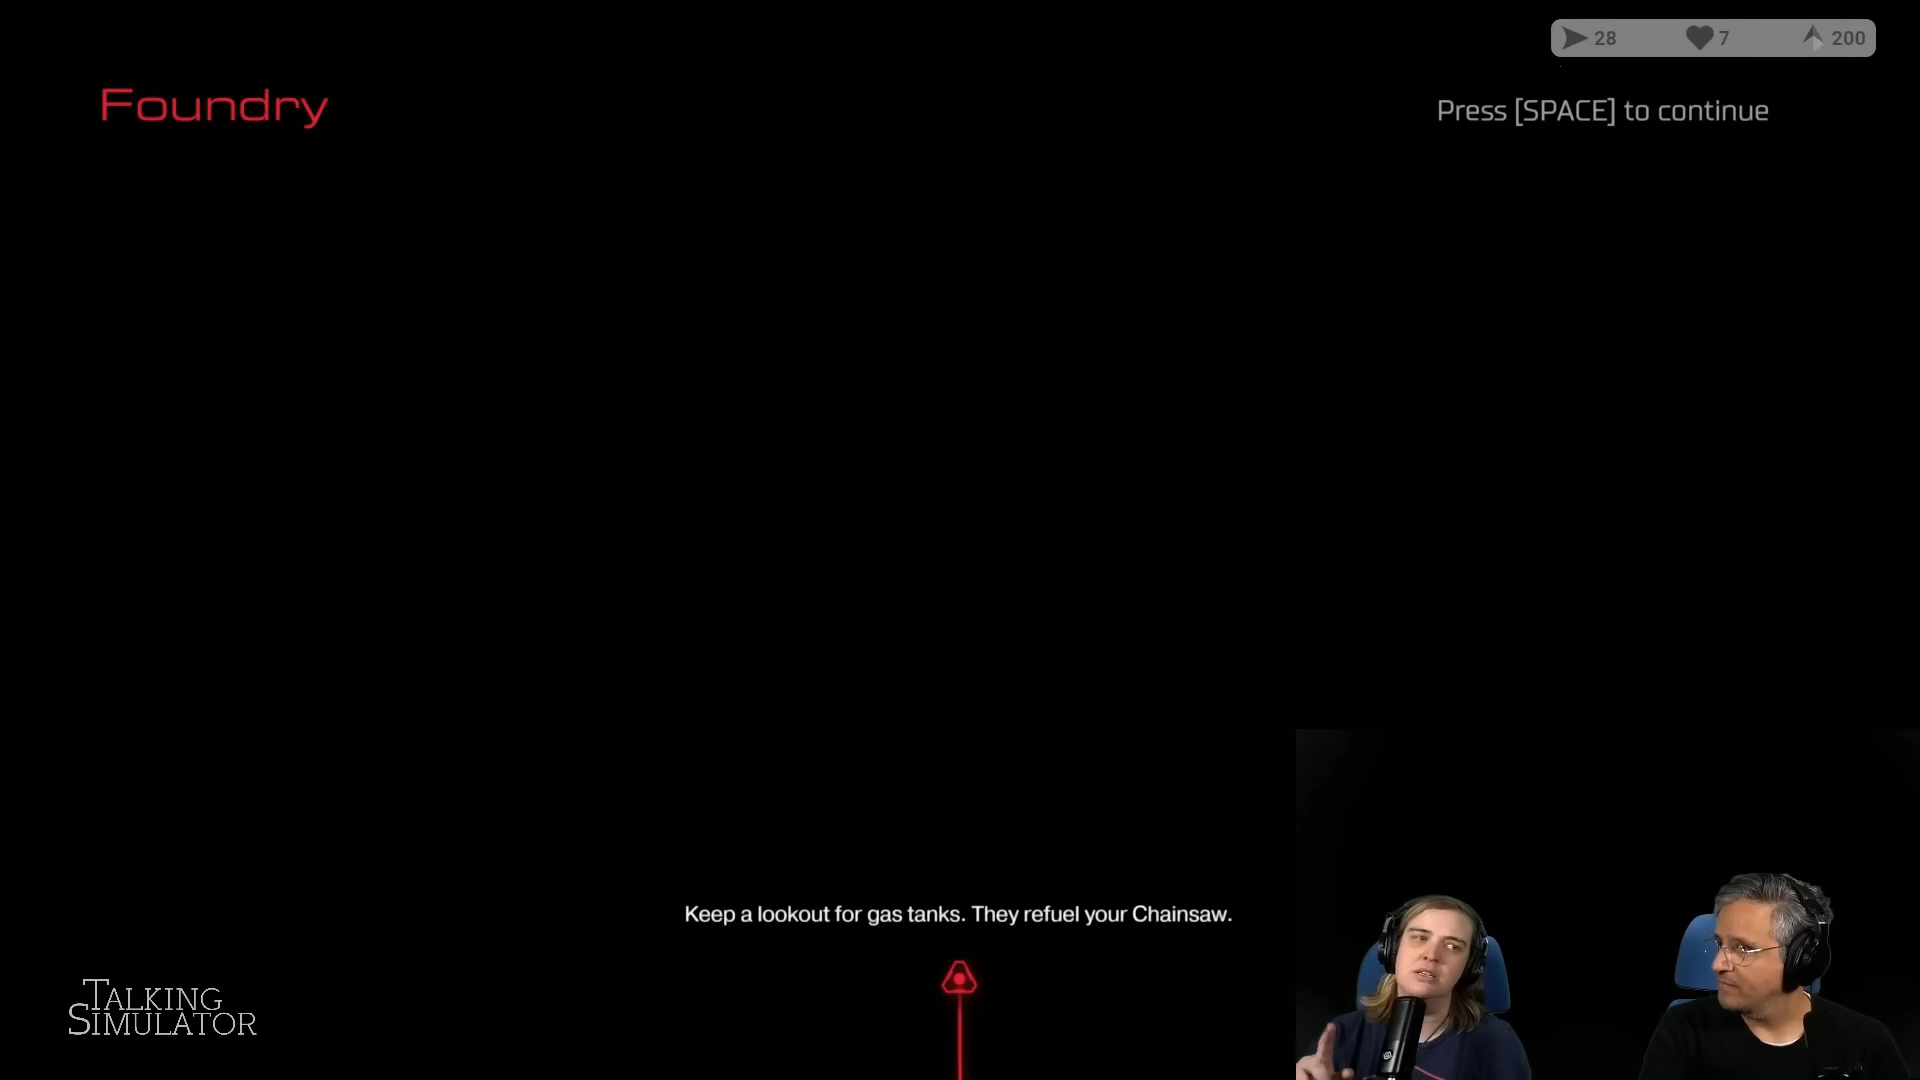 28 7 200
Foundry
Press [SPACE] to continue
Keep a lookout for gas tanks. They refuel your Chainsaw.
TALKING
SIMULATOR